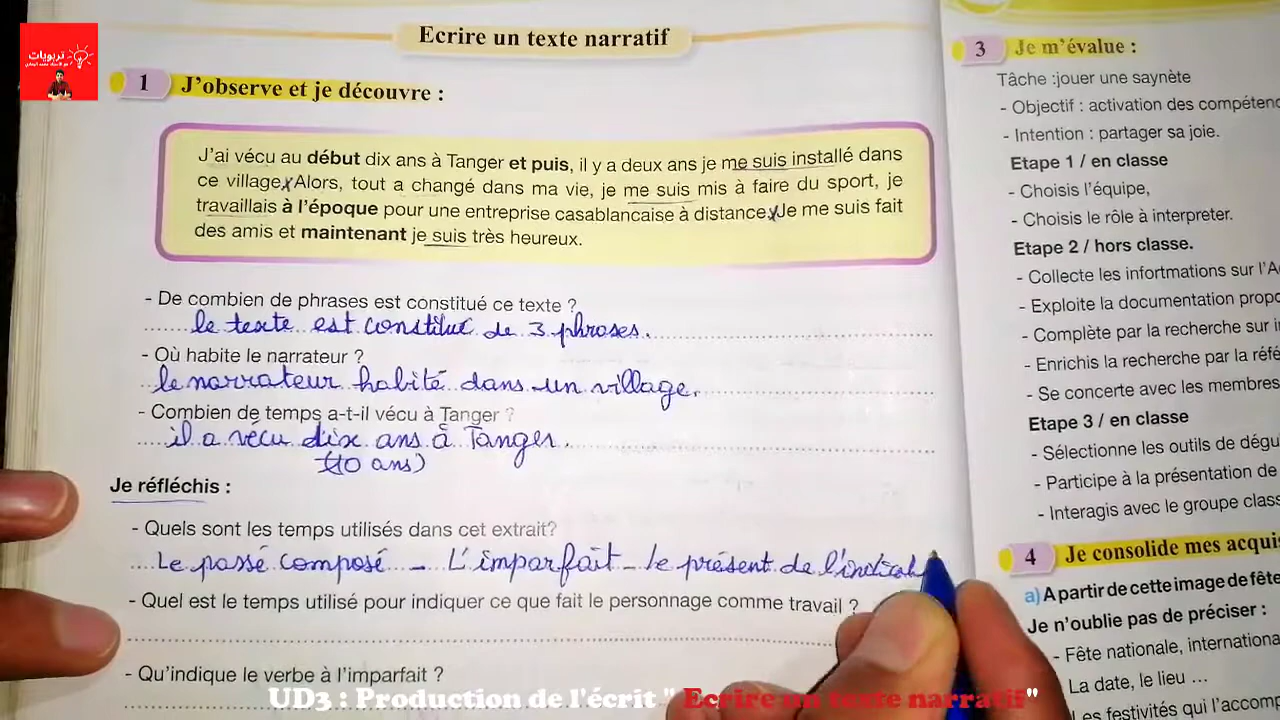 تربويات
Ecrire un texte narratif
1 J'observe et je découvre :
J'ai vécu au début dix ans à Tanger et puis, il y a deux ans je me suis installé dans
ce village. Alors, tout a changé dans ma vie, je me suis mis à faire du sport, je
travaillais à l'époque pour une entreprise casablancaise à distance. Je me suis fait
des amis et maintenant je suis très heureux.
- De combien de phrases est constitué ce texte ?
le texte est constitué de 3 phrases.
- Où habite le narrateur ?
le narrateur habite dans un village.
- Combien de temps a-t-il vécu à Tanger ?
il a vécu dix ans à Tanger.
(10 ans)
Je réfléchis :
- Quels sont les temps utilisés dans cet extrait?
Le passé composé - L'imparfait - le présent de
- Quel est le temps utilisé pour indiquer ce que fait le personnage comme travail ?
- Qu'indique le verbe à l'imparfait ?
3 Je m'évalue :
Tâche :jouer une saynète
- Objectif : activation des
- Intention : partager sa joie.
Etape 1 / en classe
- Choisis l'équipe,
- Choisis le rôle à interpreter.
Etape 2 / hors classe.
- Collecte les infortmations sur
- Exploite la documentation
- Complète par la recherche sur
- Enrichis la recherche par la
- Se concerte avec les membres
Etape 3 / en classe
- Sélectionne les outils de
- Participe à la présentation de
- Interagis avec le groupe
4 Je consolide mes
a) A partir de cette image de fête
Je n'oublie pas de préciser :
- Fête nationale,
La date, le lieu ...
Les festivités qui
UD3 : Production de l'écrit " Ecrire un texte narratif"